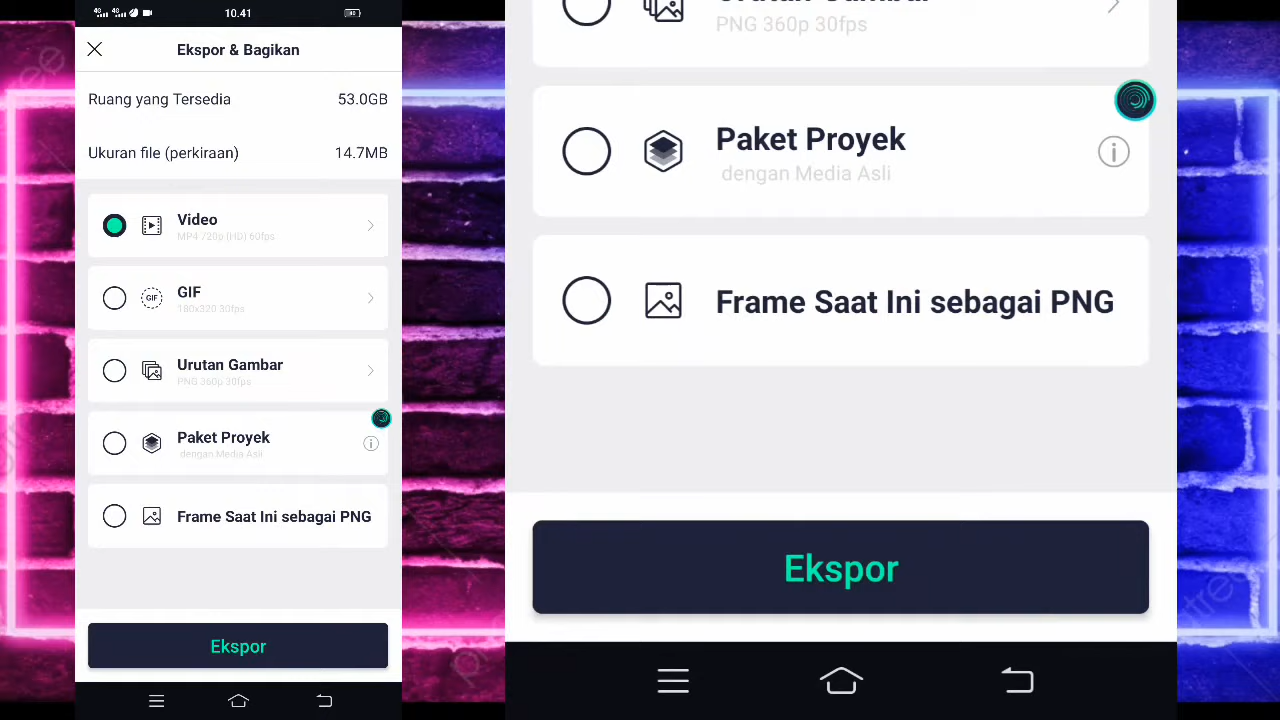 10.41
Ekspor & Bagikan
Ruang yang Tersedia 53.0GB
Ukuran file (perkiraan) 14.7MB
Video
MP4 720p (HD) 60fps
GIF
GIF
180x320 30fps
Urutan Gambar
PNG 360p 30fps
Paket Proyek
dengan Media Asli
Frame Saat Ini sebagai PNG
Ekspor
PNG 360p 30fps
Paket Proyek
dengan Media Asli
Frame Saat Ini sebagai PNG
Ekspor